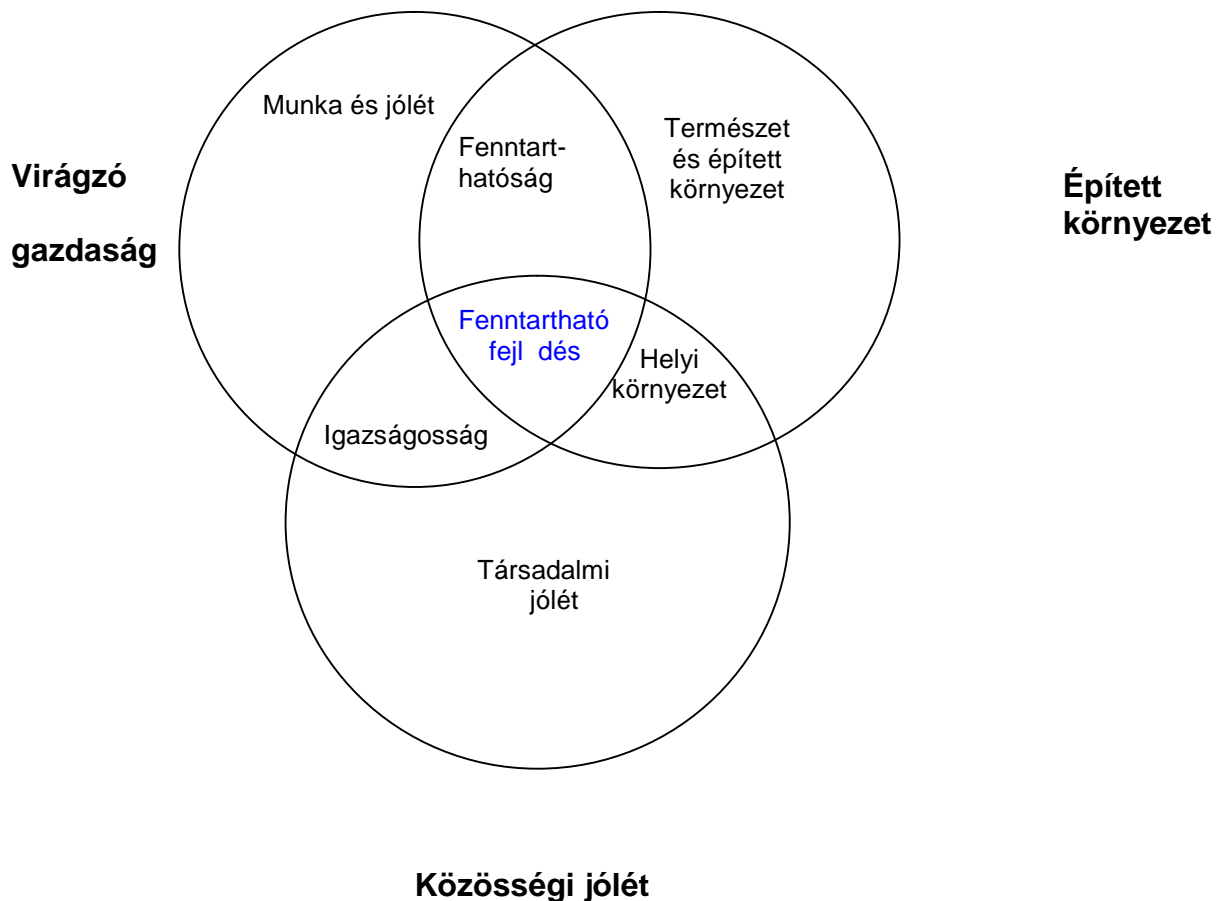 Munka és jólét
Természet
és épített
környezet
Fenntart-
hatóság
Virágzó
gazdaság
Épített
környezet
Fenntartható
fejl dés
Helyi
környezet
Igazságosság
Társadalmi
jólét
Közösségi jólét